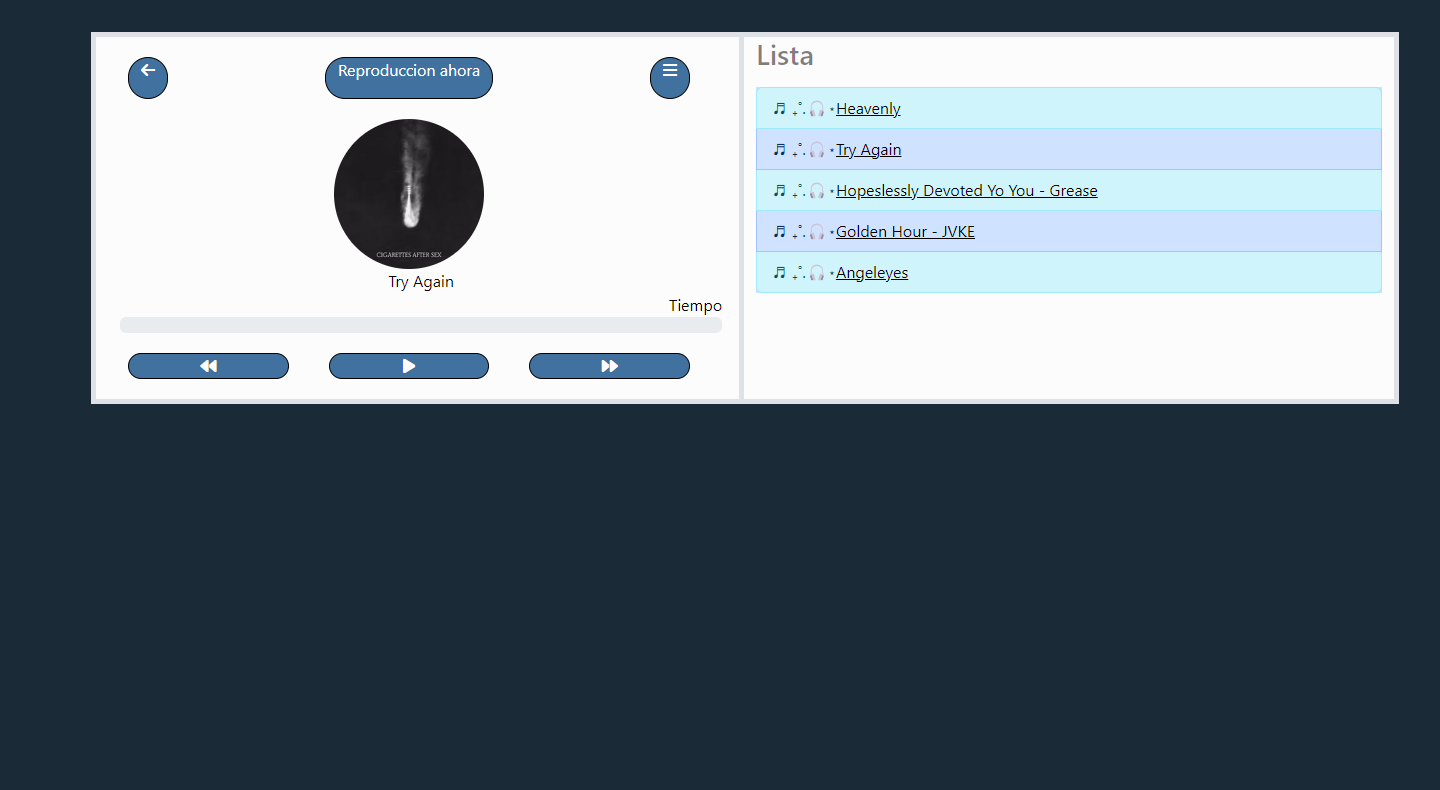 Reproduccion ahora
CIGARETTES AFTER SEX
Try Again
Tiempo
Lista
♬ ₊˚.🎧 ⋆Heavenly
♬ ₊˚.🎧 ⋆Try Again
♬ ₊˚.🎧 ⋆Hopeslessly Devoted Yo You - Grease
♬ ₊˚.🎧 ⋆Golden Hour - JVKE
♬ ₊˚.🎧 ⋆Angeleyes